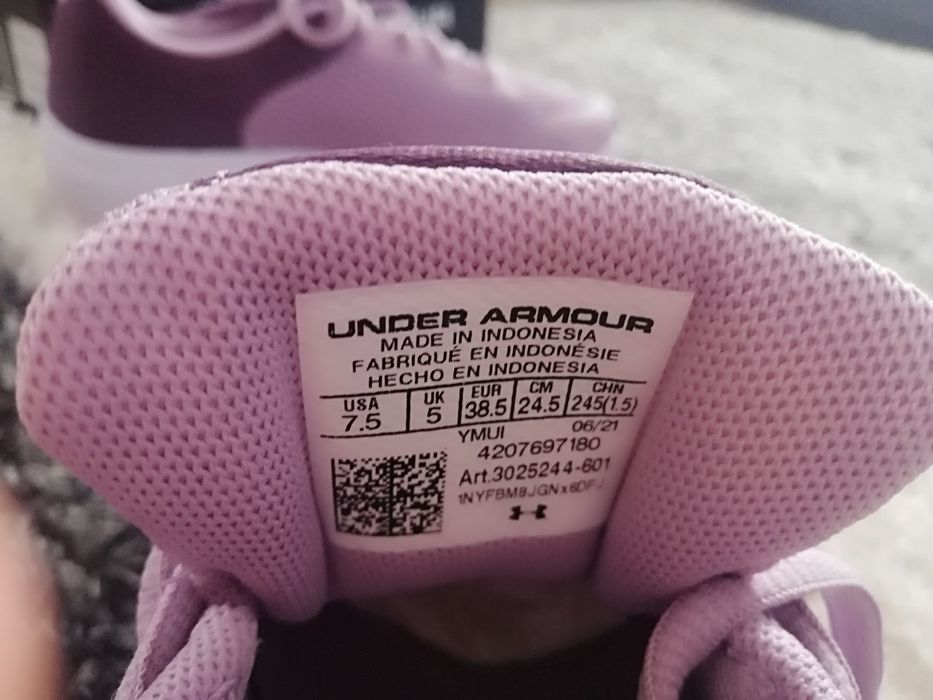 UNDER ARMOUR
MADE IN INDONESIA
FABRIQUÉ EN INDONÉSIE
HECHO EN INDONESIA
USA UK EUR CM CHN
7.5 5 38.5 24.5 245(1.5)
YMUI 06/21
4207697180
Art.3025244-601